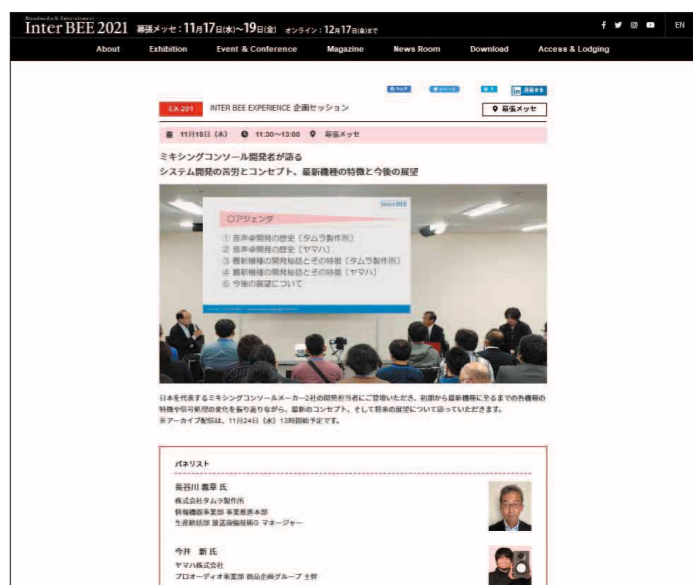 Inter BEE 2021 幕張メッセ：11月17日(水)〜19日(金) オンライン：12月17日(金)まで
EN
About Exhibition Event & Conference Magazine News Room Download Access & Lodging
EX-201 INTER BEE EXPERIENCE 企画セッション 幕張メッセ
11月18日（木） 11:30〜13:00 幕張メッセ
ミキシングコンソール開発者が語る
システム開発の苦労とコンセプト、最新機種の特徴と今後の展望
Inter BEE
〇アジェンダ
① 音声卓開発の歴史（タムラ製作所）
② 音声卓開発の歴史（ヤマハ）
③ 最新機種の開発秘話とその特徴（タムラ製作所）
④ 最新機種の開発秘話とその特徴（ヤマハ）
⑤ 今後の展望について
日本を代表するミキシングコンソールメーカー2社の開発担当者にご登壇いただき、初期から最新機種に至るまでの各機種の
特徴や信号処理の変化を振り返りながら、最新のコンセプト、そして将来の展望について語っていただきます。
※アーカイブ配信は、11月24日（水）13時開始予定です。
パネリスト
長谷川 義章 氏
株式会社タムラ製作所
情報機器事業部 事業推進本部
生産統括部 放送設備技術G マネージャー
今井 新 氏
ヤマハ株式会社
プロオーディオ事業部 商品企画グループ 主幹